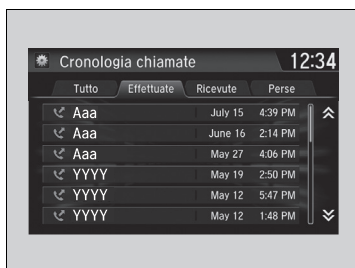 Cronologia chiamate 12:34
Tutto Effettuate Ricevute Perse
Aaa July 15 4:39 PM
Aaa June 16 2:14 PM
Aaa May 27 4:06 PM
YYYY May 19 2:50 PM
YYYY May 12 5:47 PM
YYYY May 12 1:48 PM